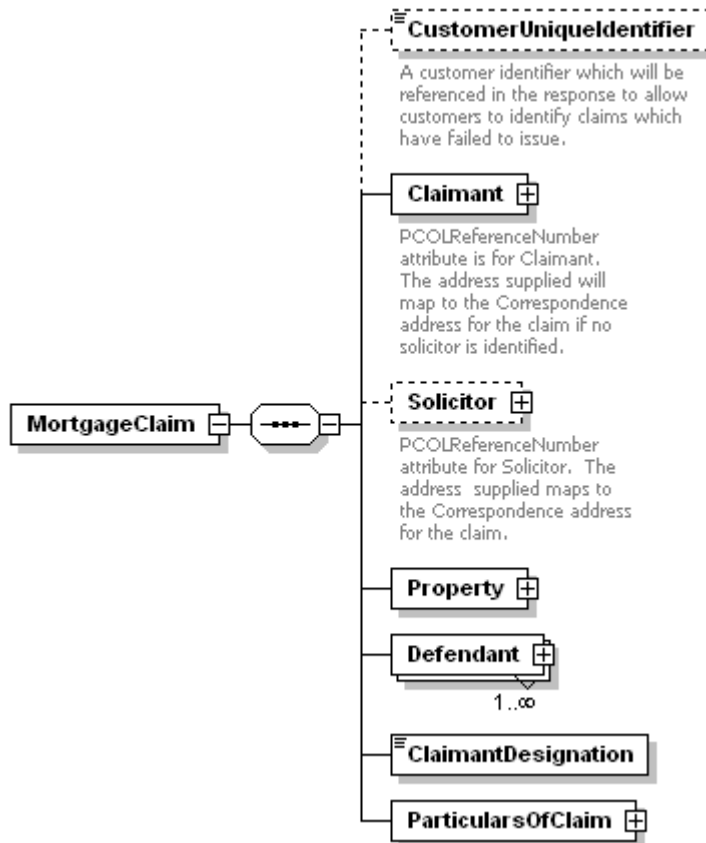 CustomerUniqueIdentifier
A customer identifier which will be
referenced in the response to allow
customers to identify claims which
have failed to issue.
Claimant
PCOLReferenceNumber
attribute is for Claimant.
The address supplied will
map to the Correspondence
address for the claim if no
solicitor is identified.
MortgageClaim
Solicitor
PCOLReferenceNumber
attribute for Solicitor. The
address supplied maps to
the Correspondence address
for the claim.
Property
Defendant
1..∞
ClaimantDesignation
ParticularsOfClaim